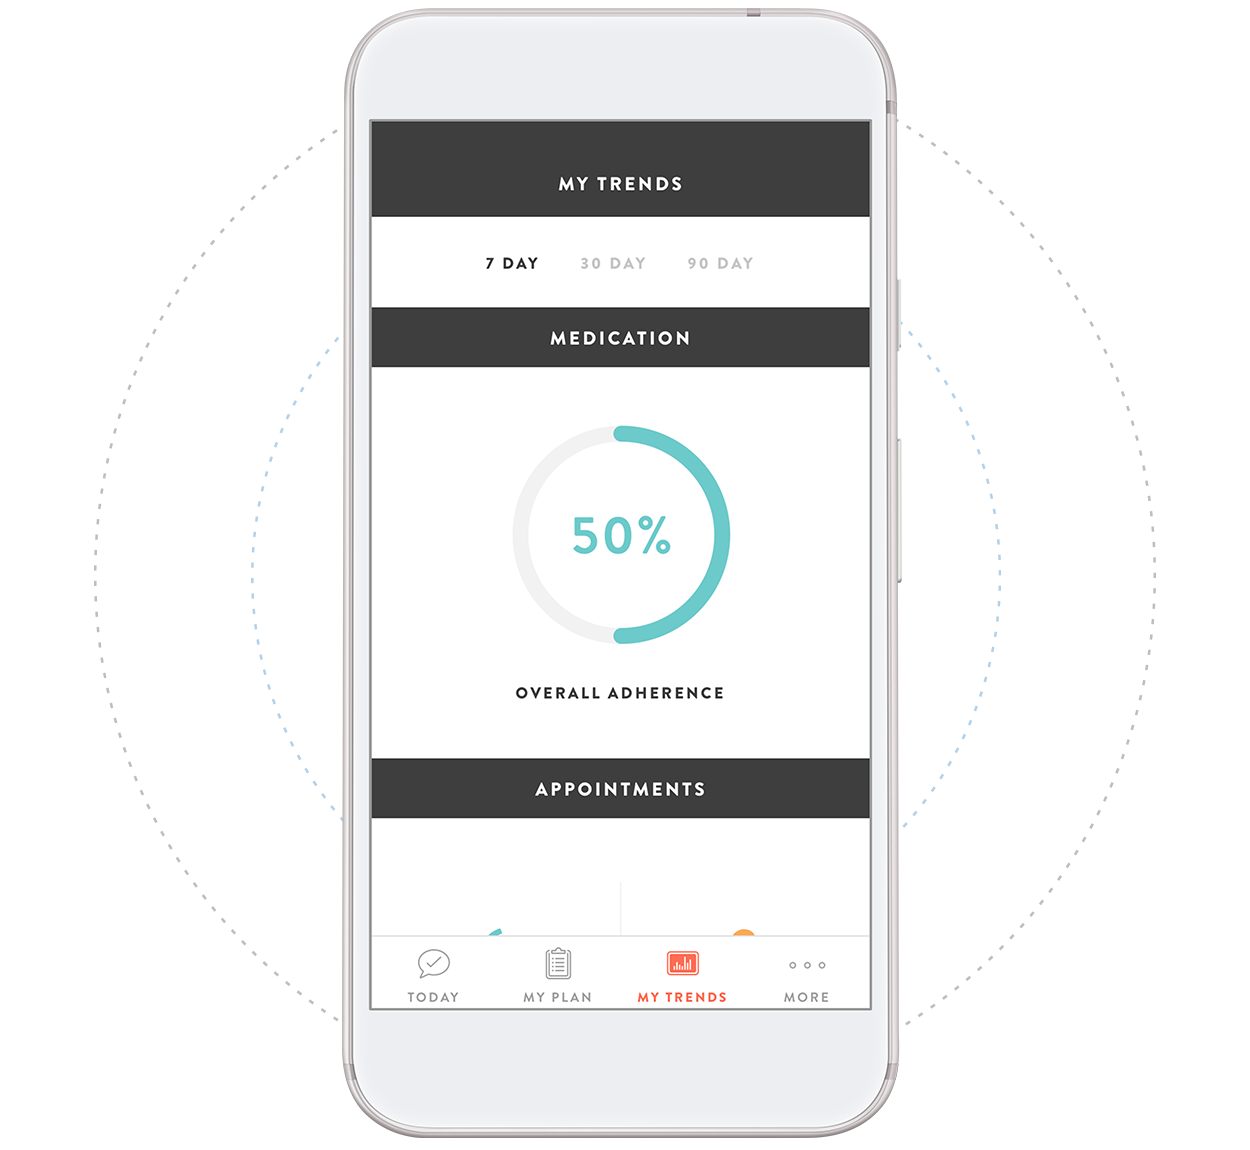 MY TRENDS
7 DAY 30 DAY 90 DAY
MEDICATION
50%
OVERALL ADHERENCE
APPOINTMENTS
TODAY MY PLAN MY TRENDS MORE